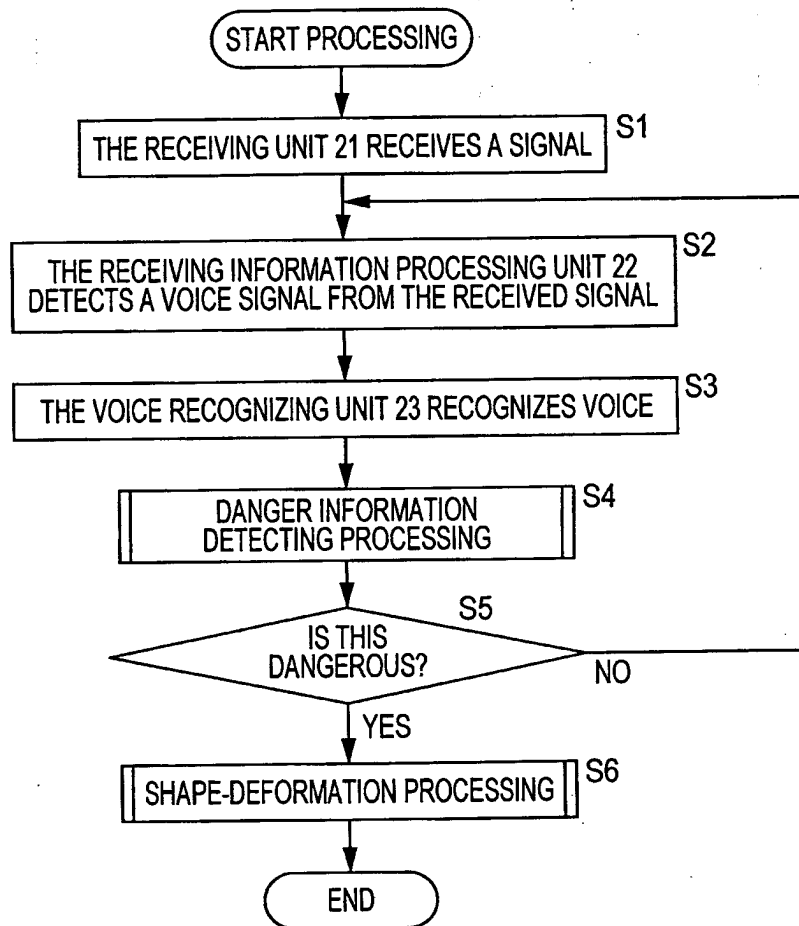 START PROCESSING
THE RECEIVING UNIT 21 RECEIVES A SIGNAL
S1
THE RECEIVING INFORMATION PROCESSING UNIT 22
DETECTS A VOICE SIGNAL FROM THE RECEIVED SIGNAL
S2
THE VOICE RECOGNIZING UNIT 23 RECOGNIZES VOICE
S3
DANGER INFORMATION
DETECTING PROCESSING
S4
S5
IS THIS
DANGEROUS?
NO
YES
SHAPE-DEFORMATION PROCESSING
S6
END